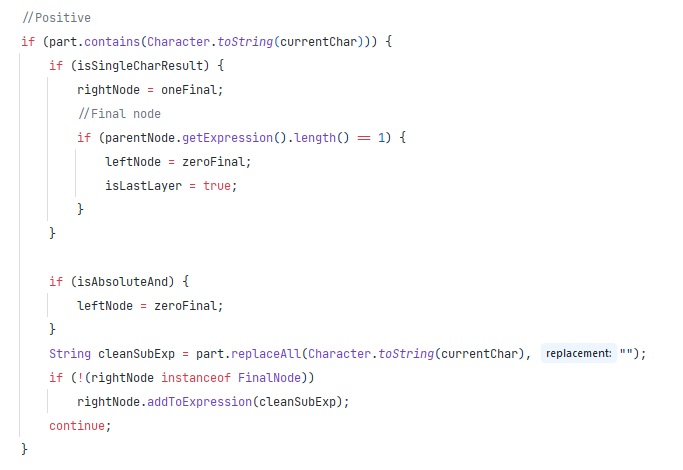 //Positive
if (part.contains(Character.toString(currentChar))) {
if (isSingleCharResult) {
rightNode = oneFinal;
//Final node
if (parentNode.getExpression().length() == 1) {
leftNode = zeroFinal;
isLastLayer = true;
}
}
if (isAbsoluteAnd) {
leftNode = zeroFinal;
}
String cleanSubExp = part.replaceAll(Character.toString(currentChar), replacement: "");
if (!(rightNode instanceof FinalNode))
rightNode.addToExpression(cleanSubExp);
continue;
}